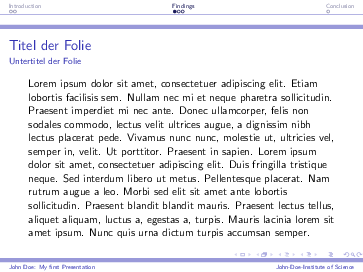 Introduction Findings Conclusion
Titel der Folie
Untertitel der Folie
Lorem ipsum dolor sit amet, consectetuer adipiscing elit. Etiam
lobortis facilisis sem. Nullam nec mi et neque pharetra sollicitudin.
Praesent imperdiet mi nec ante. Donec ullamcorper, felis non
sodales commodo, lectus velit ultrices augue, a dignissim nibh
lectus placerat pede. Vivamus nunc nunc, molestie ut, ultricies vel,
semper in, velit. Ut porttitor. Praesent in sapien. Lorem ipsum
dolor sit amet, consectetuer adipiscing elit. Duis fringilla tristique
neque. Sed interdum libero ut metus. Pellentesque placerat. Nam
rutrum augue a leo. Morbi sed elit sit amet ante lobortis
sollicitudin. Praesent blandit blandit mauris. Praesent lectus tellus,
aliquet aliquam, luctus a, egestas a, turpis. Mauris lacinia lorem sit
amet ipsum. Nunc quis urna dictum turpis accumsan semper.
John Doe: My first Presentation John-Doe-Institute of Science